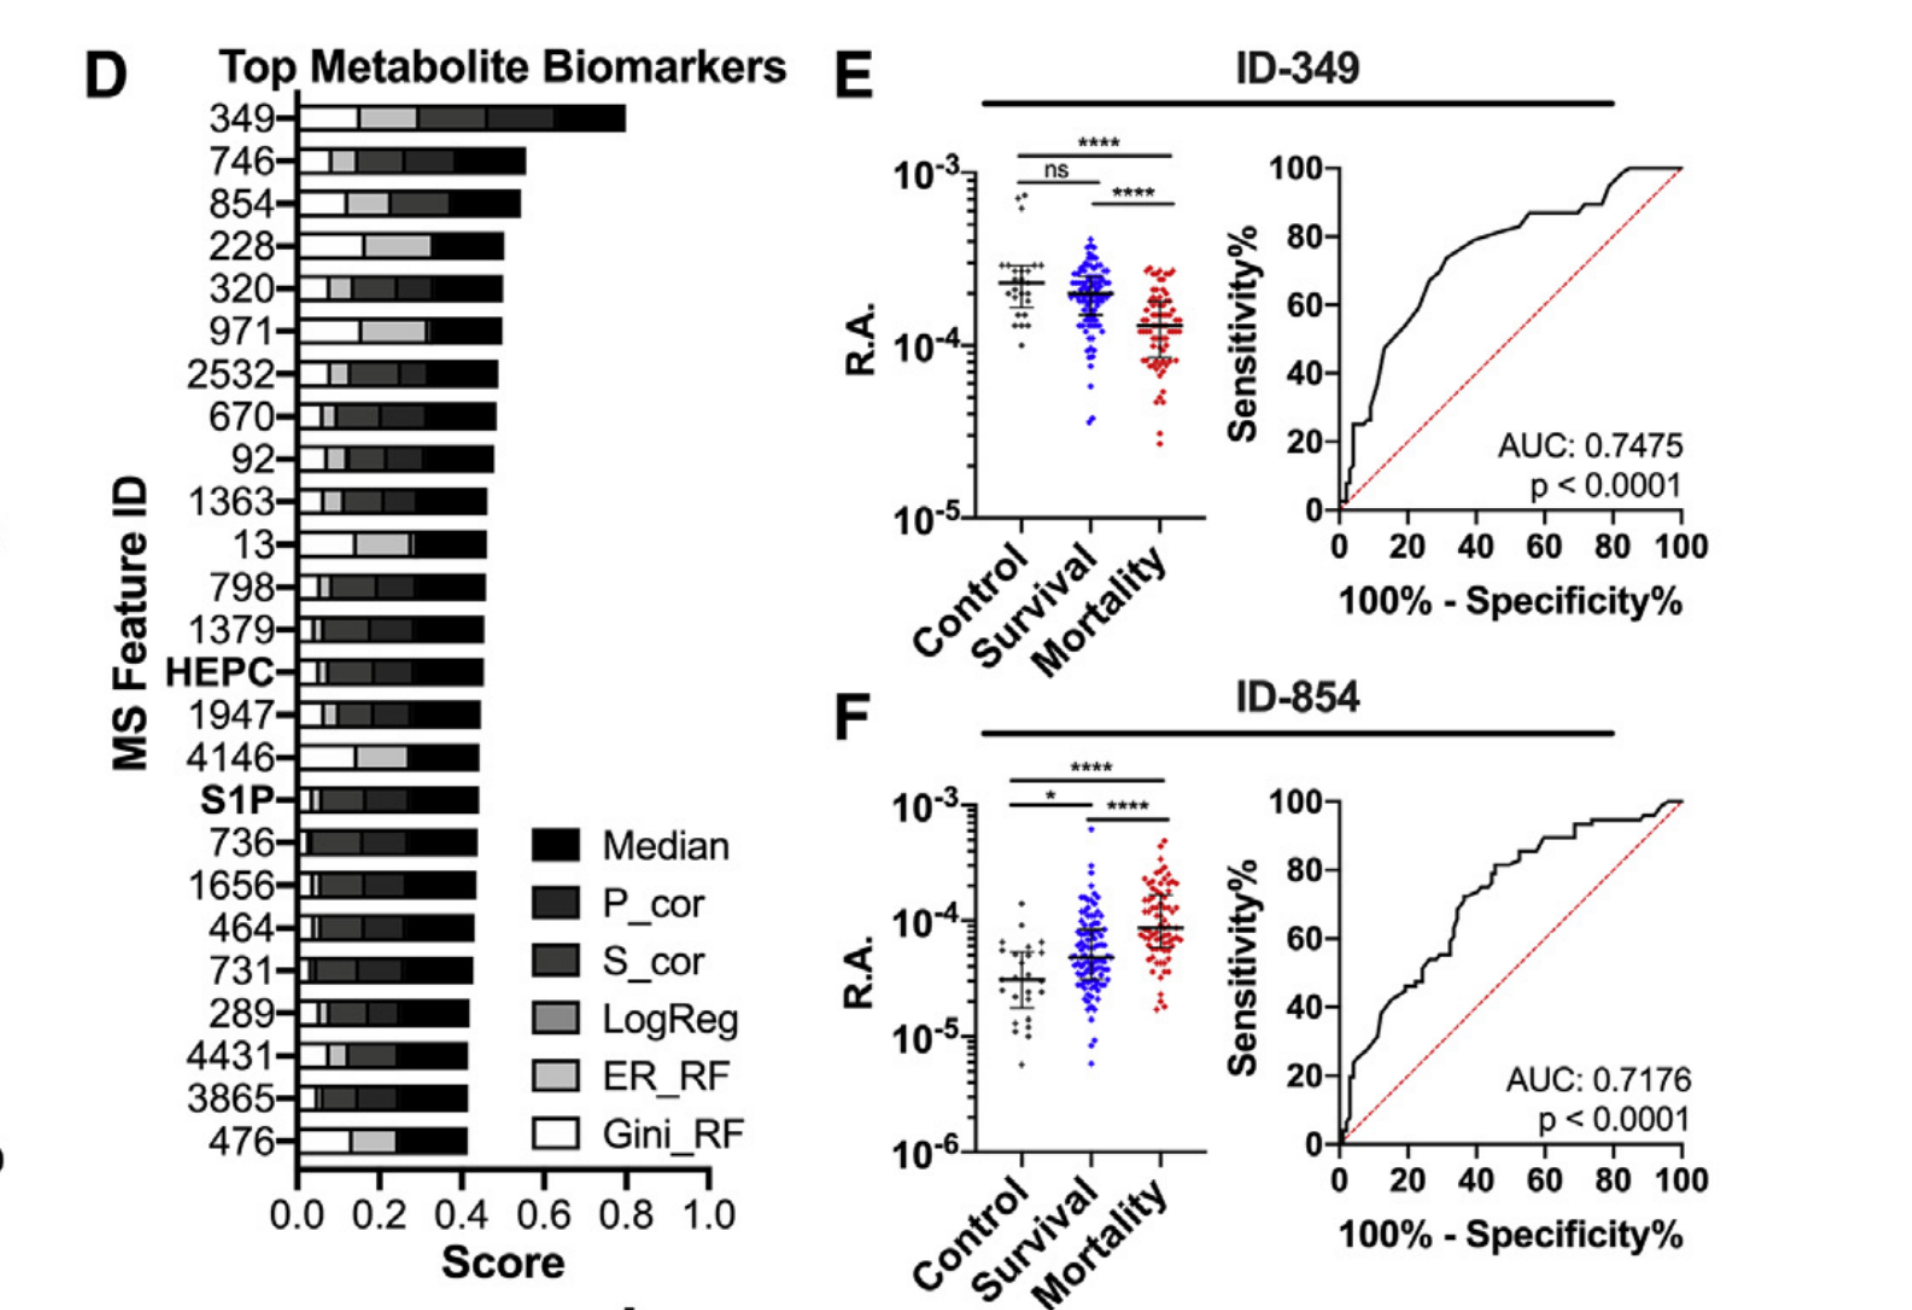 D
Top Metabolite Biomarkers
MS Feature ID
349
746
854
228
320
971
2532
670
92
1363
13
798
1379
HEPC
1947
4146
S1P
736
1656
464
731
289
4431
3865
476
Median
P_cor
S_cor
LogReg
ER_RF
Gini_RF
0.0 0.2 0.4 0.6 0.8 1.0
Score
E
ID-349
R.A.
10-3
10-4
10-5
****
ns
****
Control
Survival
Mortality
Sensitivity%
100
80
60
40
20
0
AUC: 0.7475
p < 0.0001
0 20 40 60 80 100
100% - Specificity%
F
ID-854
R.A.
10-3
10-4
10-5
10-6
****
*
****
Control
Survival
Mortality
Sensitivity%
100
80
60
40
20
0
AUC: 0.7176
p < 0.0001
0 20 40 60 80 100
100% - Specificity%